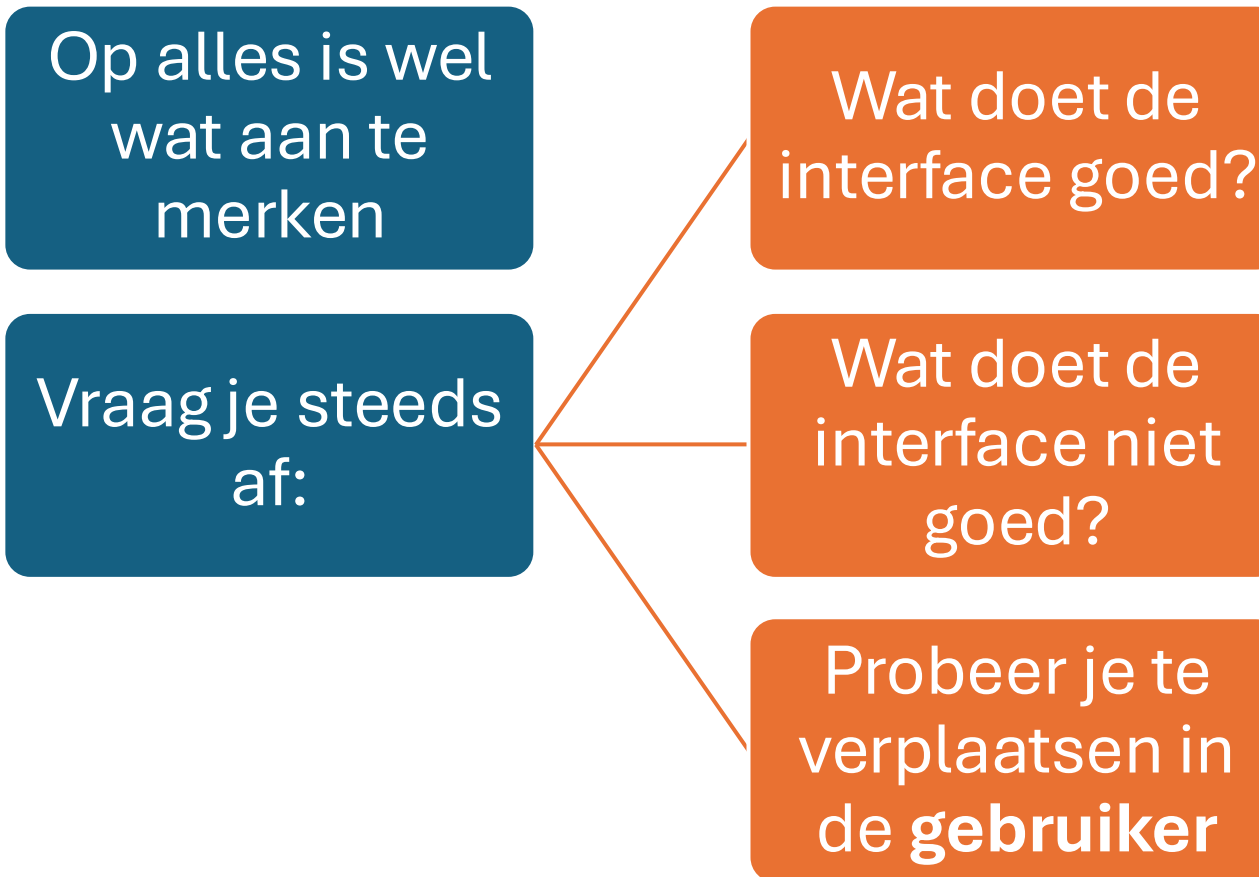 Op alles is wel
wat aan te
merken
Vraag je steeds
af:
Wat doet de
interface goed?
Wat doet de
interface niet
goed?
Probeer je te
verplaatsen in
de gebruiker